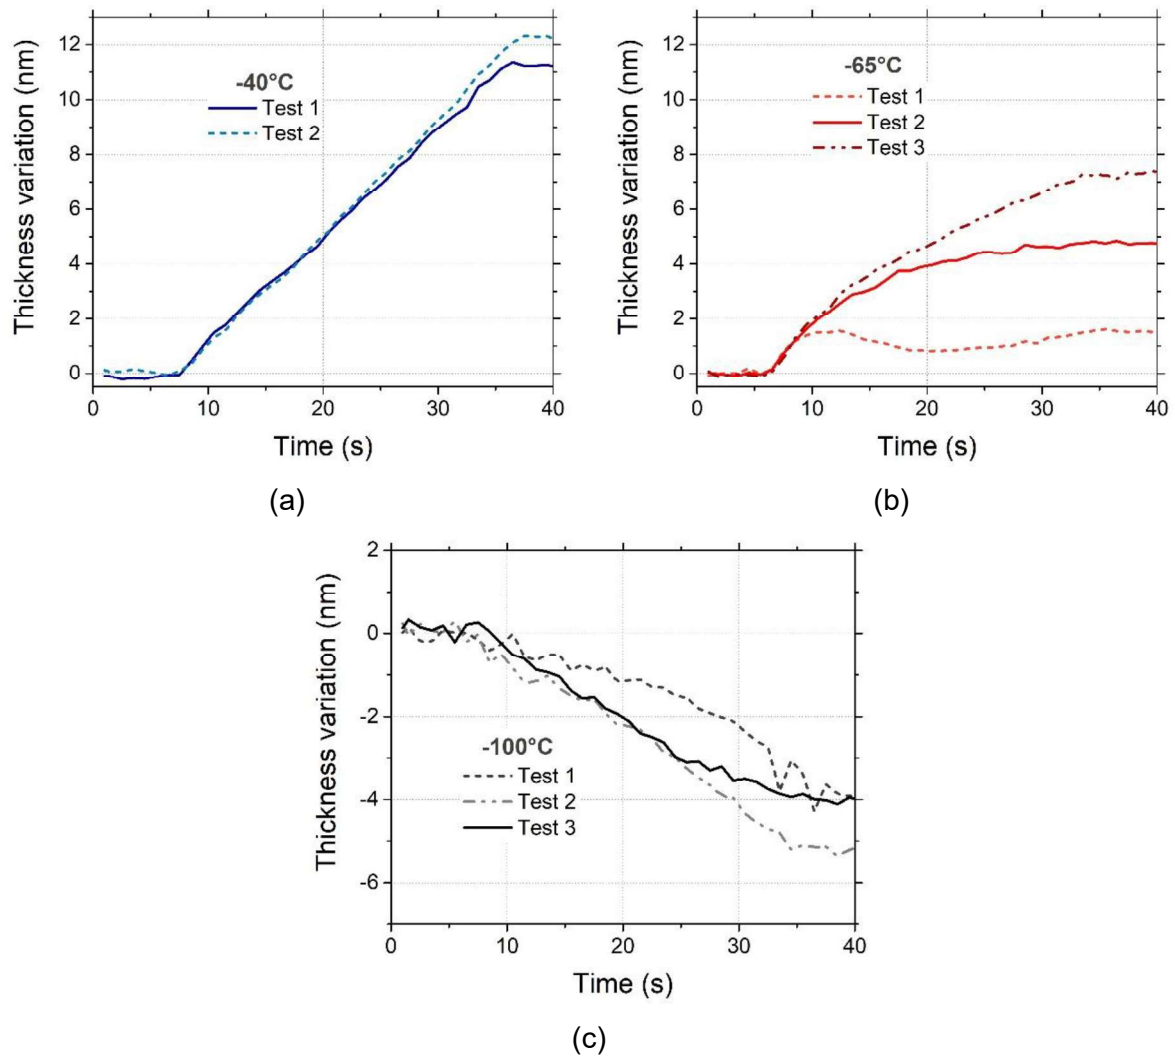 12
10
8
6
4
2
0
Thickness variation (nm)
-40°C
Test 1
Test 2
0 10 20 30 40
Time (s)
(a)
12
10
8
6
4
2
0
Thickness variation (nm)
-65°C
Test 1
Test 2
Test 3
0 10 20 30 40
Time (s)
(b)
2
0
-2
-4
-6
Thickness variation (nm)
-100°C
Test 1
Test 2
Test 3
0 10 20 30 40
Time (s)
(c)